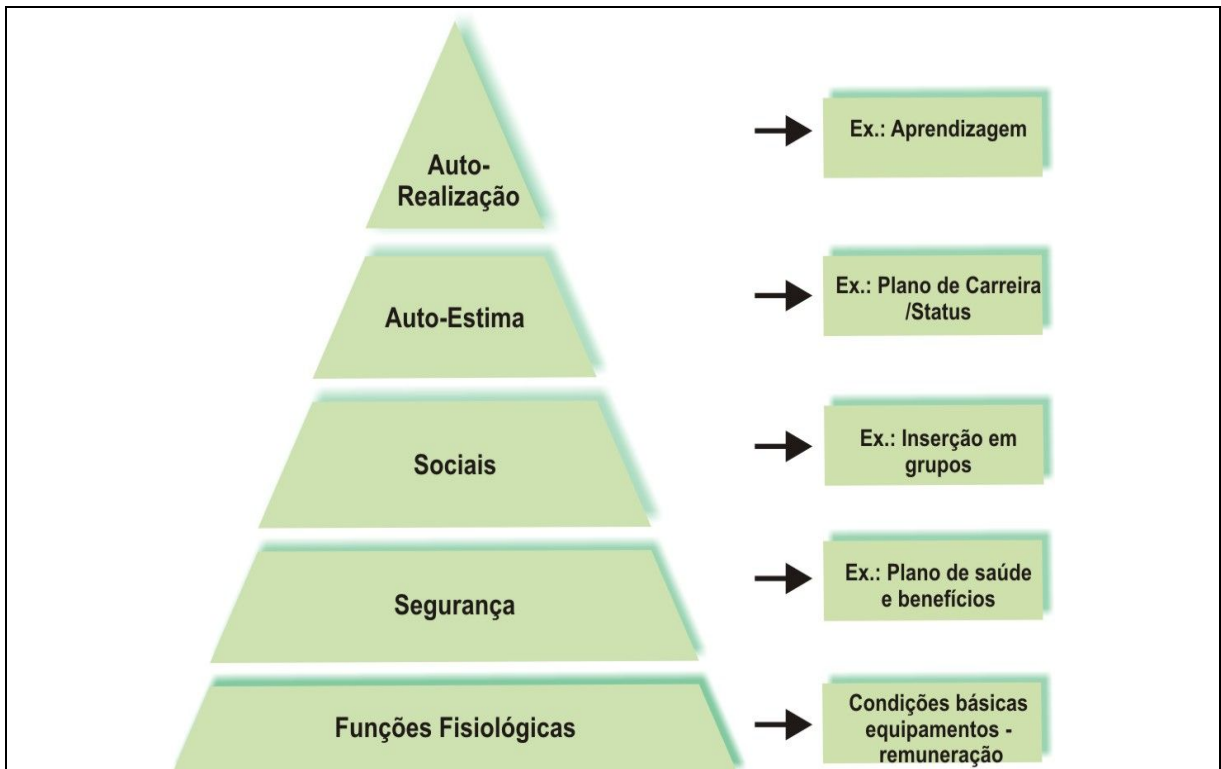 Auto-
Realização
Ex.: Aprendizagem
Auto-Estima
Ex.: Plano de Carreira
/Status
Sociais
Ex.: Inserção em
grupos
Segurança
Ex.: Plano de saúde
e benefícios
Funções Fisiológicas
Condições básicas
equipamentos -
remuneração